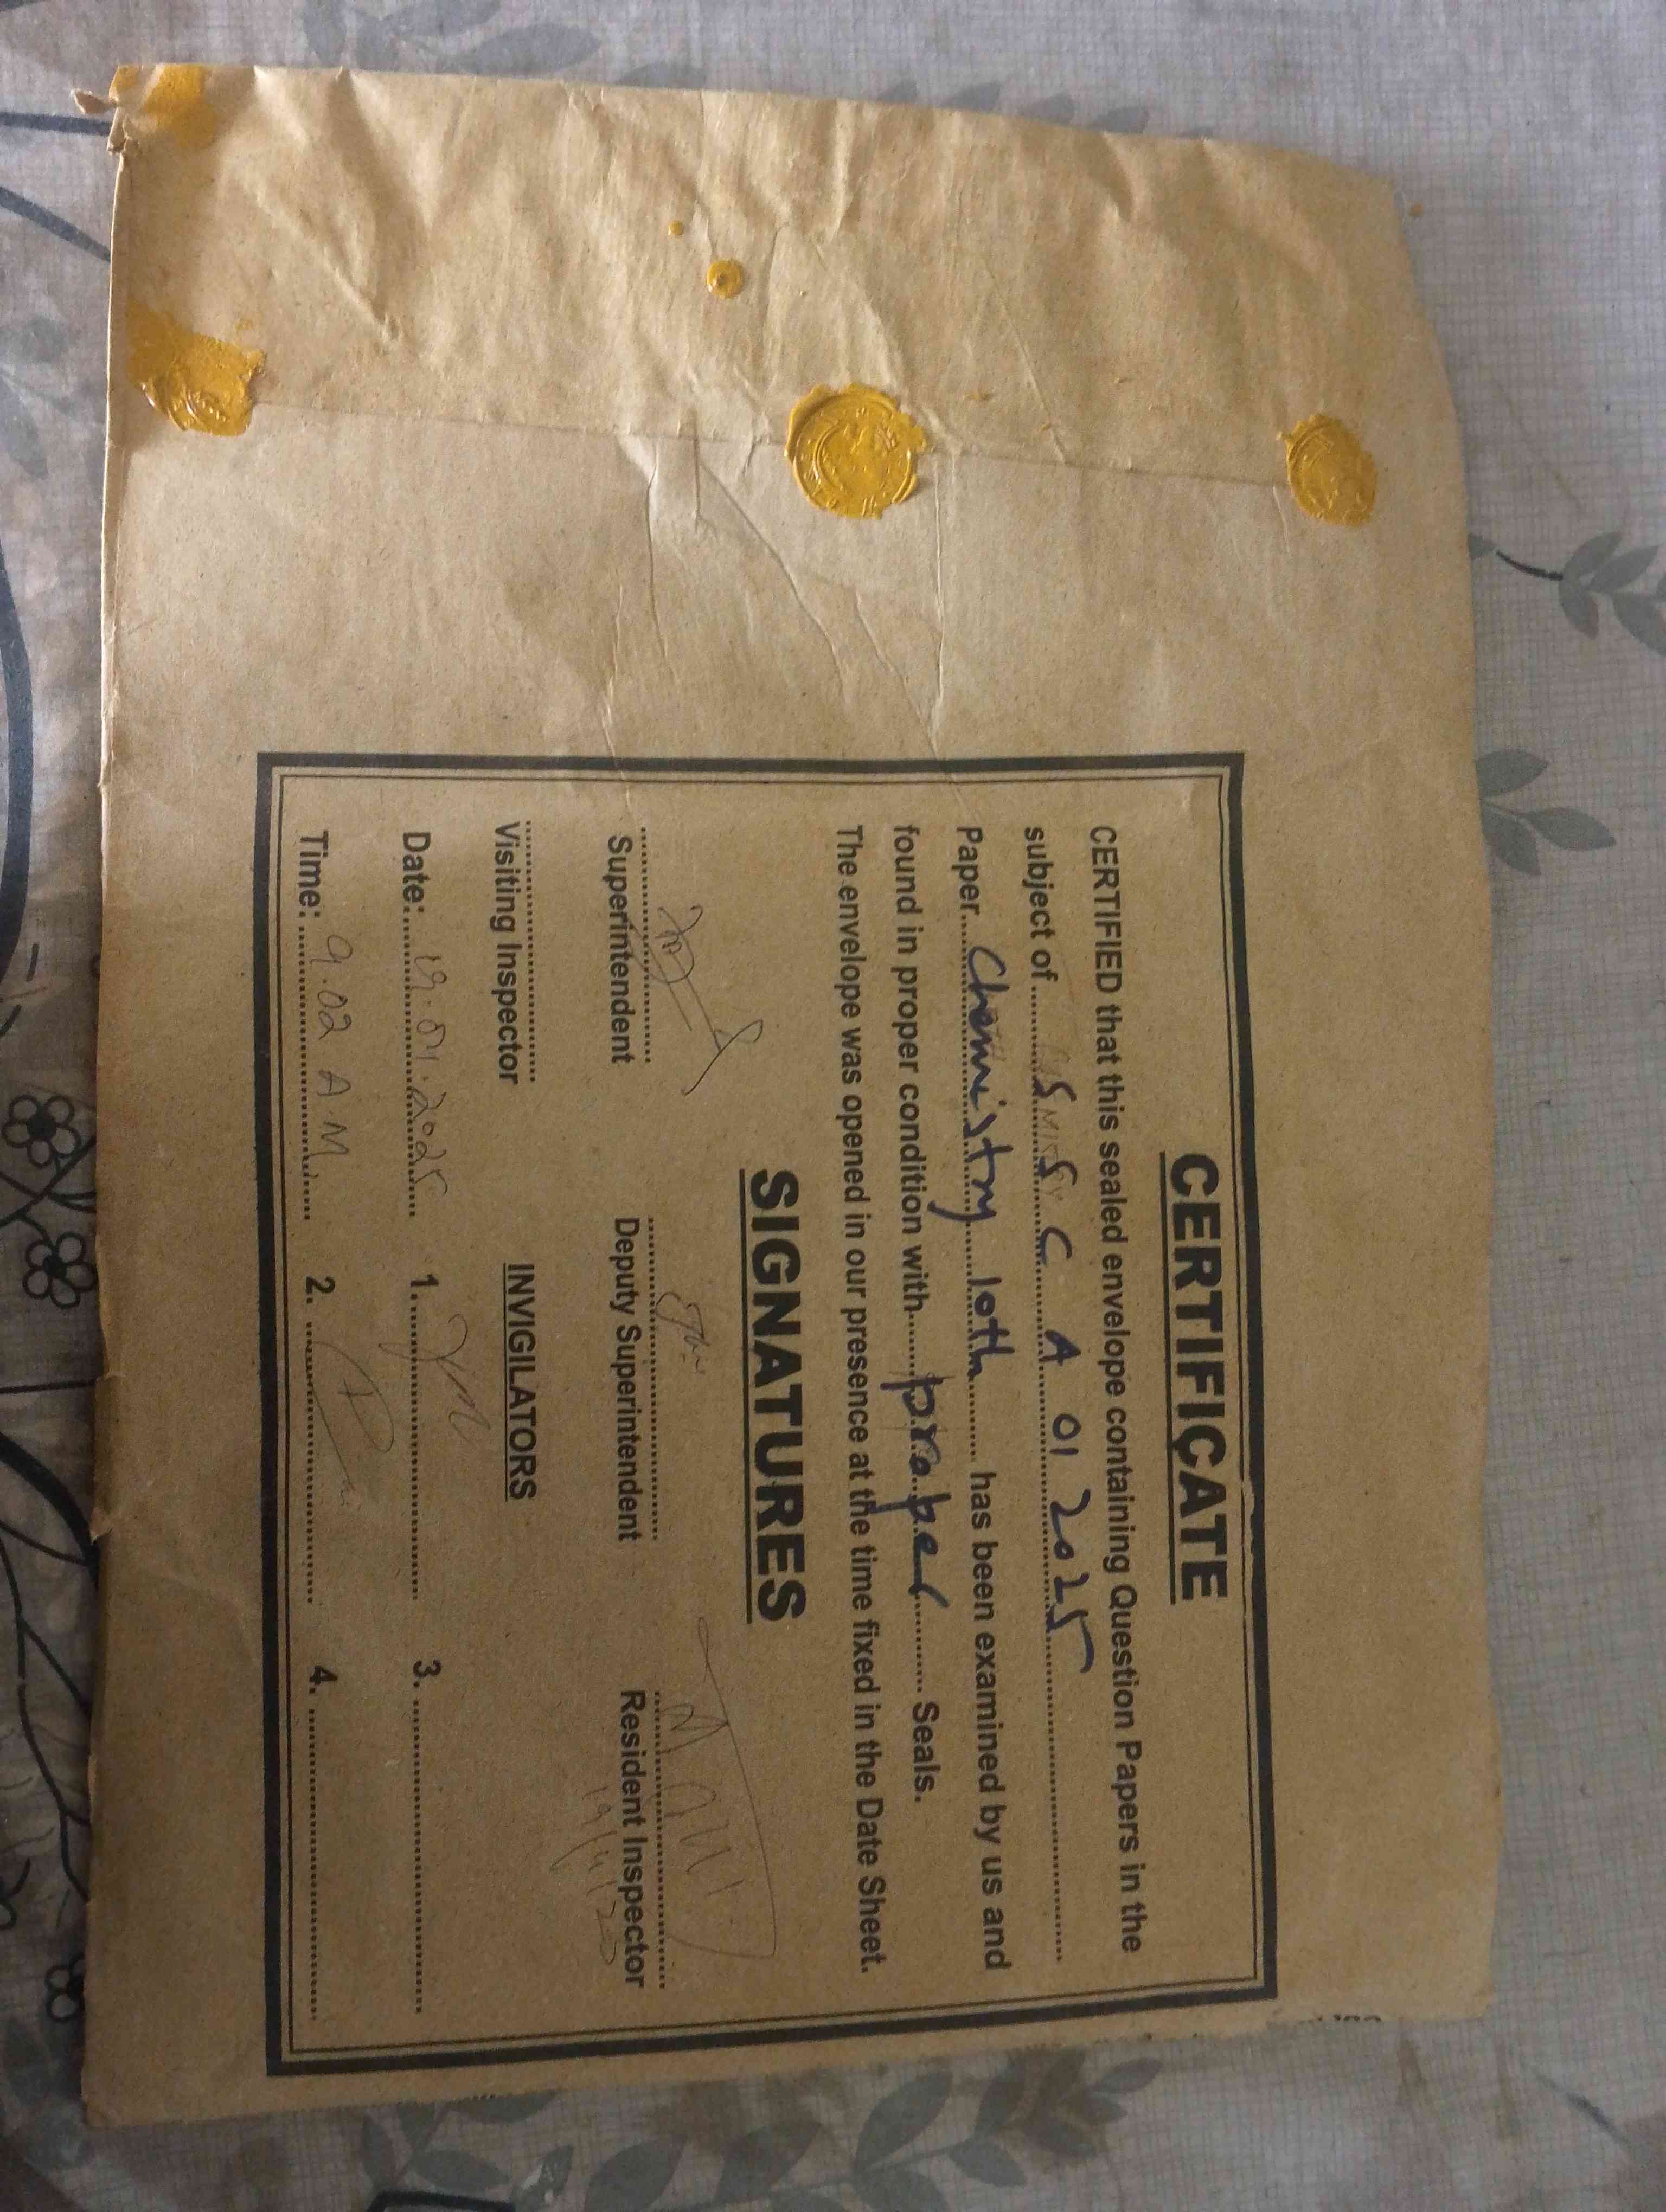 CERTIFICATE
CERTIFIED that this sealed envelope containing Question Papers in the
subject of........ S S C A 01 2025........
Paper... Chemistry 10th ........ has been examined by us and
found in proper condition with....... proper ........ Seals.
The envelope was opened in our presence at the time fixed in the Date Sheet.
SIGNATURES
Superintendent Deputy Superintendent Resident Inspector
Visiting Inspector INVIGILATORS
Date:.... 2025 1. 3.
Time: 9.02 A.M. 2. 4.